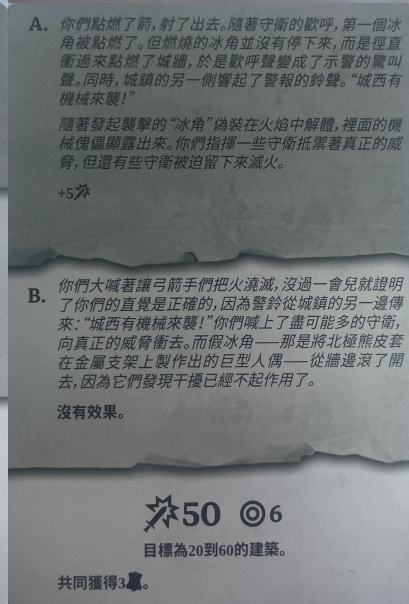 A. 你們點燃了箭，射了出去。隨著守衛的歡呼，第一個冰
角被點燃了。但燃燒的冰角並沒有停下來，而是徑直
衝過來點燃了城牆，於是歡呼聲變成了示警的驚叫
聲。同時，城鎮的另一側響起了警報的鈴聲。“城西有
機械來襲！”
隨著發起襲擊的“冰角”偽裝在火焰中解體，裡面的機
械傀儡顯露出來。你們指揮一些守衛抵禦著真正的威
脅，但還有些守衛被迫留下來滅火。
+5
B. 你們大喊著讓弓箭手們把火澆滅，沒過一會兒就證明
了你們的直覺是正確的，因為警鈴從城鎮的另一邊傳
來：“城西有機械來襲！”你們喊上了盡可能多的守衛，
向真正的威脅衝去。而假冰角——那是將北極熊皮套
在金屬支架上製作出的巨型人偶——從牆邊滾了開
去，因為它們發現干擾已經不起作用了。
沒有效果。
50 6
目標為20到60的建築。
共同獲得3。